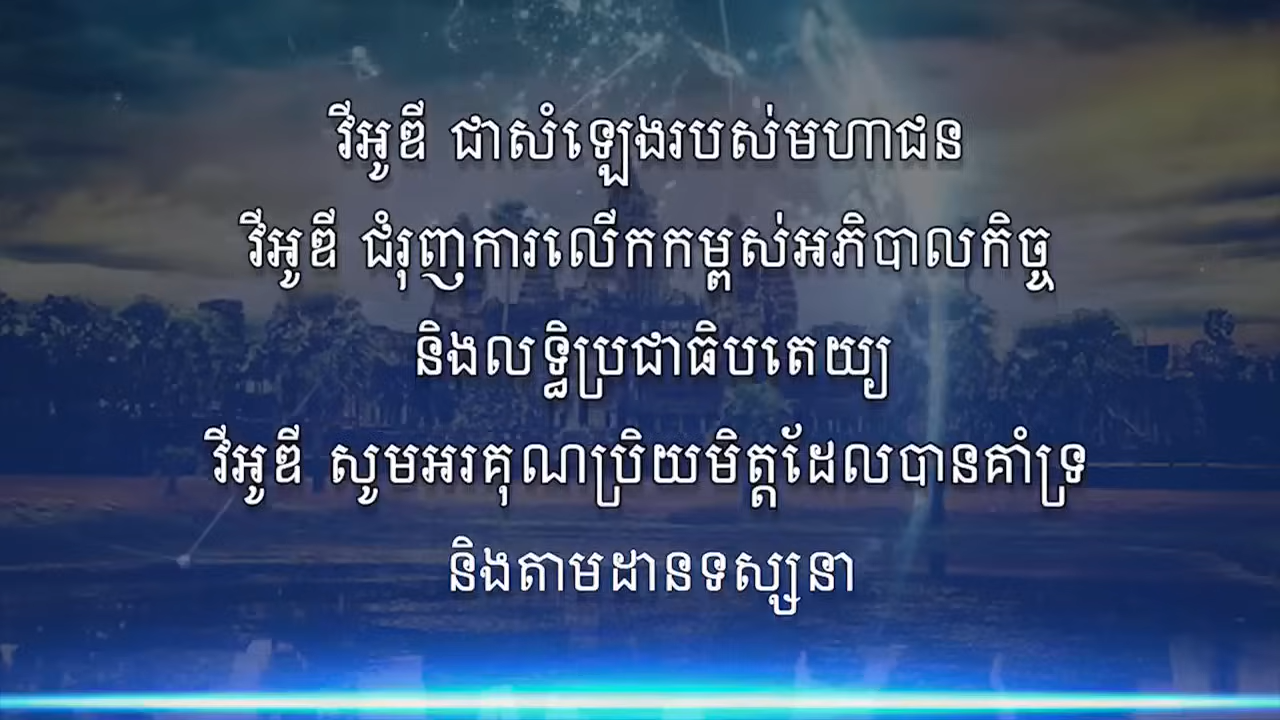 វីអូឌី ជាសំឡេងរបស់មហាជន
វីអូឌី ជំរុញការលើកកម្ពស់អភិបាលកិច្ច
និងលទ្ធិប្រជាធិបតេយ្យ
វីអូឌី សូមអរគុណប្រិយមិត្តដែលបានគាំទ្រ
និងតាមដានទស្សនា